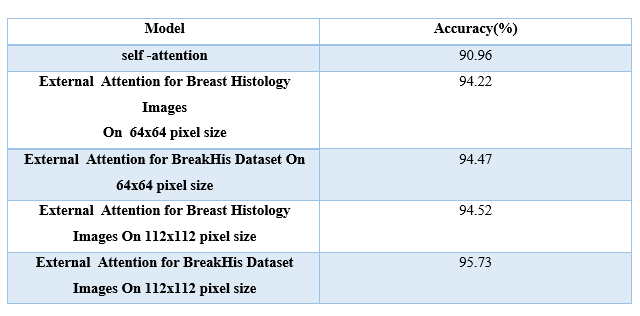 Model Accuracy(%)
self -attention 90.96
External Attention for Breast Histology 94.22
Images
On 64x64 pixel size
External Attention for BreakHis Dataset On 94.47
64x64 pixel size
External Attention for Breast Histology 94.52
Images On 112x112 pixel size
External Attention for BreakHis Dataset 95.73
Images On 112x112 pixel size